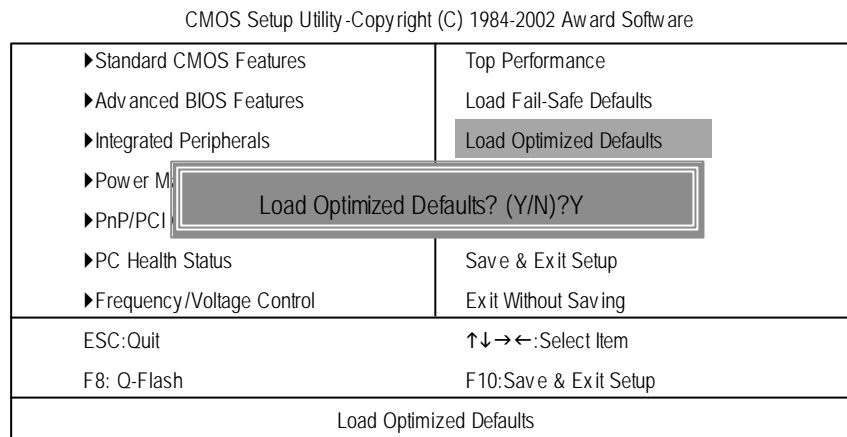 CMOS Setup Utility-Copyright (C) 1984-2002 Award Software
▶Standard CMOS Features
Top Performance
▶Advanced BIOS Features
Load Fail-Safe Defaults
▶Integrated Peripherals
Load Optimized Defaults
▶Power M
▶PnP/PCI
Load Optimized Defaults? (Y/N)?Y
▶PC Health Status
Save & Exit Setup
▶Frequency/Voltage Control
Exit Without Saving
ESC:Quit
↑↓→←:Select Item
F8: Q-Flash
F10:Save & Exit Setup
Load Optimized Defaults